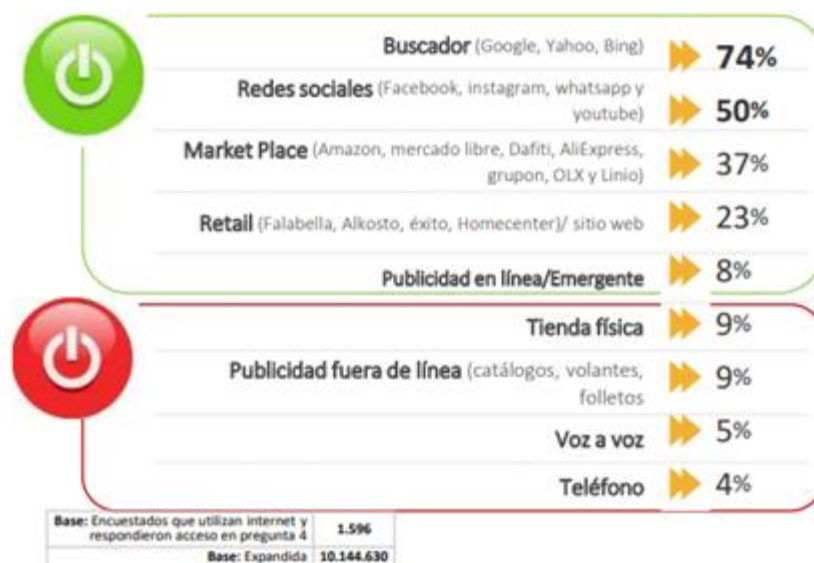 Buscador (Google, Yahoo, Bing) 74%
Redes sociales (Facebook, instagram, whatsapp y
youtube) 50%
Market Place (Amazon, mercado libre, Dafiti, AliExpress,
grupon, OLX y Linio) 37%
Retail (Falabella, Alkosto, éxito, Homecenter)/ sitio web 23%
Publicidad en línea/Emergente 8%
Tienda física 9%
Publicidad fuera de línea (catálogos, volantes,
folletos 9%
Voz a voz 5%
Teléfono 4%
Base: Encuestados que utilizan internet y
respondieron acceso en pregunta 4 1.596
Base: Expandida 10.144.630